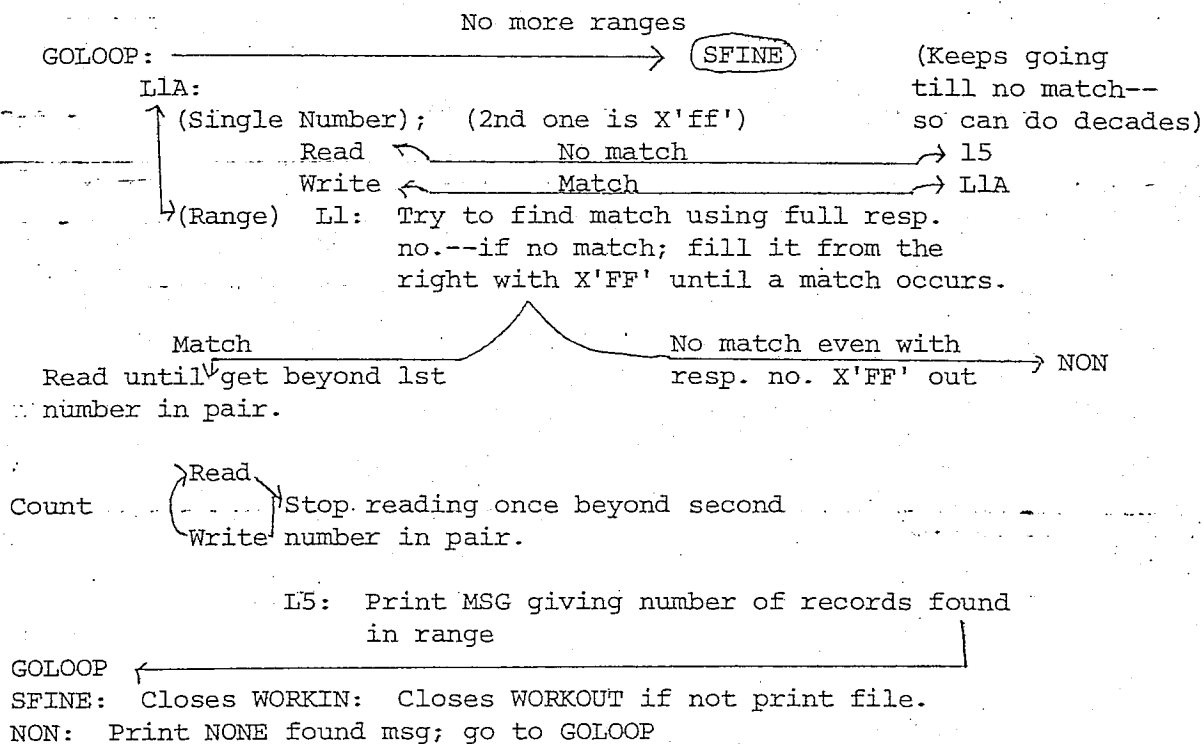 No more ranges
GOLOOP: SFINE (Keeps going
L1A: till no match--
(Single Number); (2nd one is X'ff') so can do decades)
Read No match 15
Write Match L1A
(Range) L1: Try to find match using full resp.
no.--if no match; fill it from the
right with X'FF' until a match occurs.
Match No match even with
Read until get beyond 1st resp. no. X'FF' out NON
number in pair.
Read
Count Stop reading once beyond second
Write number in pair.
L5: Print MSG giving number of records found
in range
GOLOOP
SFINE: Closes WORKIN: Closes WORKOUT if not print file.
NON: Print NONE found msg; go to GOLOOP